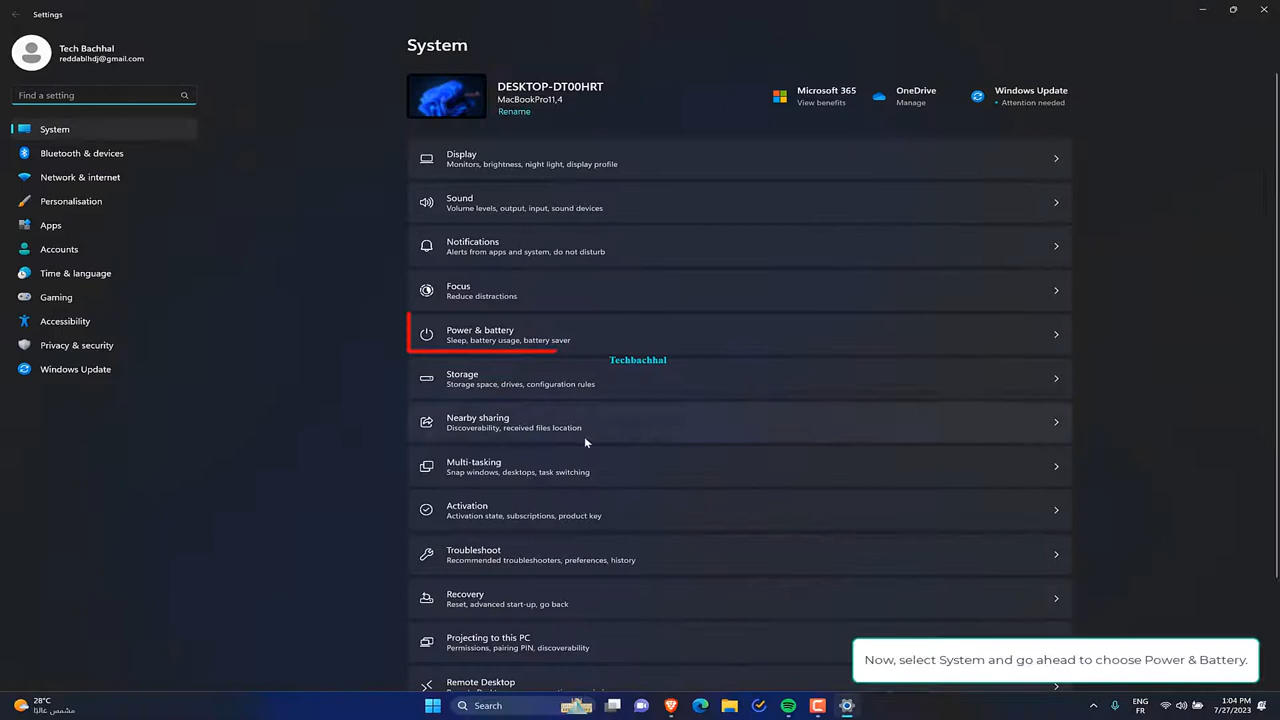 Settings
Tech Bachhal
reddablhdj@gmail.com
Find a setting
System
Bluetooth & devices
Network & internet
Personalisation
Apps
Accounts
Time & language
Gaming
Accessibility
Privacy & security
Windows Update
System
DESKTOP-DT00HRT
MacBookPro11,4
Rename
Microsoft 365
View benefits
OneDrive
Manage
Windows Update
• Attention needed
Display
Monitors, brightness, night light, display profile
Sound
Volume levels, output, input, sound devices
Notifications
Alerts from apps and system, do not disturb
Focus
Reduce distractions
Power & battery
Sleep, battery usage, battery saver
Techbachhal
Storage
Storage space, drives, configuration rules
Nearby sharing
Discoverability, received files location
Multi-tasking
Snap windows, desktops, task switching
Activation
Activation state, subscriptions, product key
Troubleshoot
Recommended troubleshooters, preferences, history
Recovery
Reset, advanced start-up, go back
Projecting to this PC
Permissions, pairing PIN, discoverability
Remote Desktop
Now, select System and go ahead to choose Power & Battery.
28°C
مشمس غالبًا
Search
ENG
FR
1:04 PM
7/27/2023